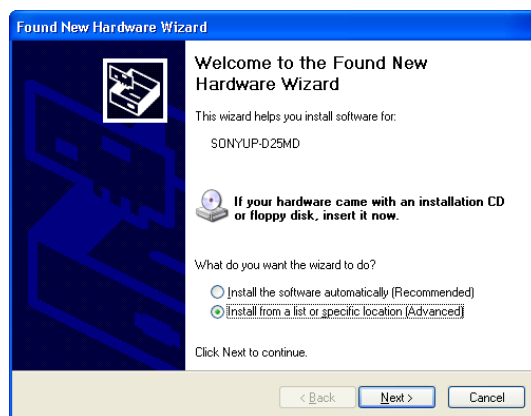 Found New Hardware Wizard
Welcome to the Found New
Hardware Wizard
This wizard helps you install software for:
SONYUP-D25MD
If your hardware came with an installation CD
or floppy disk, insert it now.
What do you want the wizard to do?
Install the software automatically (Recommended)
Install from a list or specific location (Advanced)
Click Next to continue.
< Back
Next >
Cancel